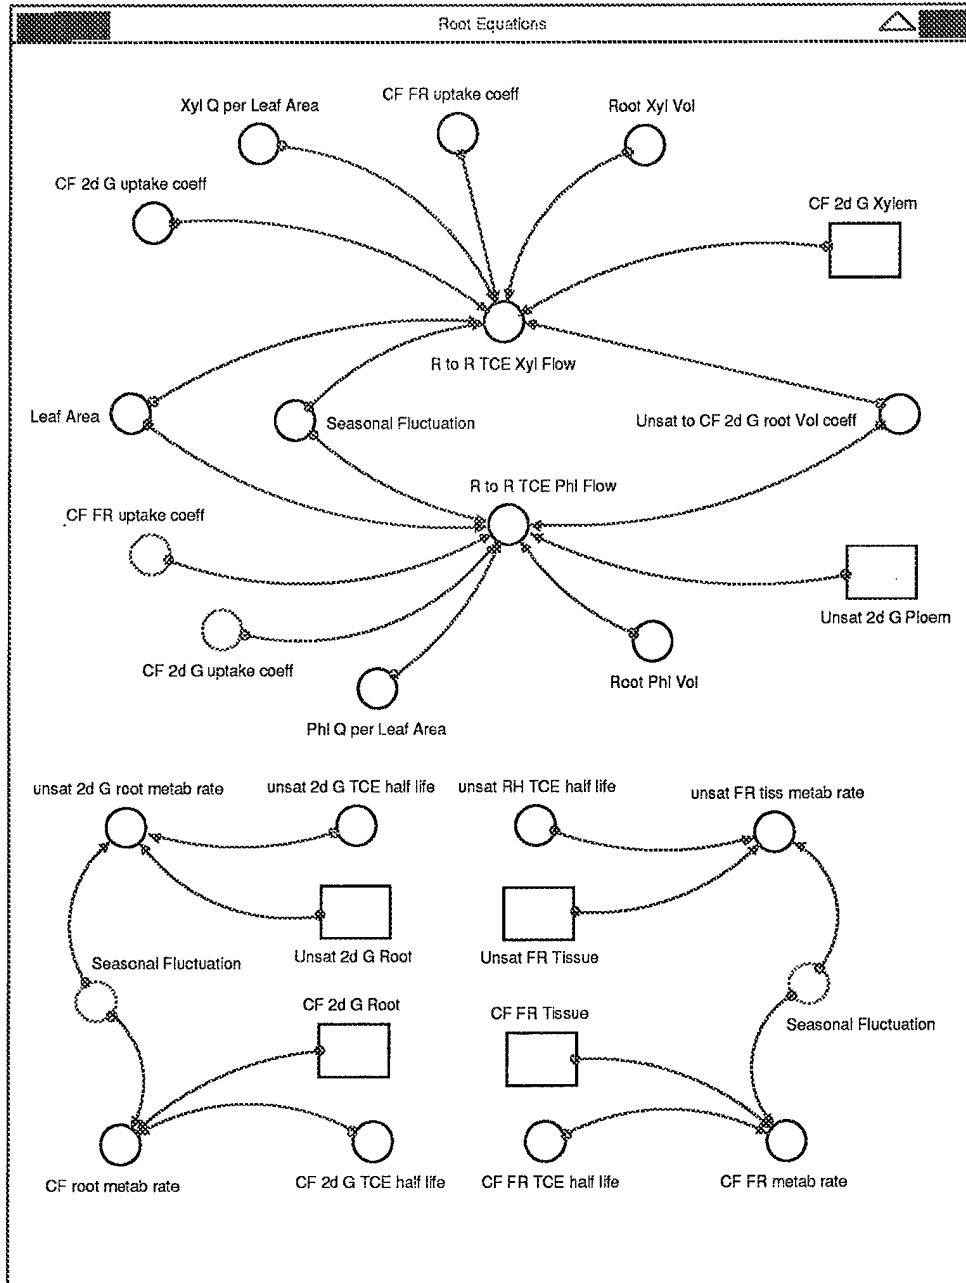 Root Equations
CF FR uptake coeff
Xyl Q per Leaf Area
Root Xyl Vol
CF 2d G uptake coeff
CF 2d G Xylem
R to R TCE Xyl Flow
Leaf Area
Seasonal Fluctuation
Unsat to CF 2d G root Vol coeff
R to R TCE Phl Flow
CF FR uptake coeff
Unsat 2d G Ploem
CF 2d G uptake coeff
Root Phl Vol
Phl Q per Leaf Area
unsat 2d G root metab rate
unsat 2d G TCE half life
unsat RH TCE half life
unsat FR tiss metab rate
Unsat 2d G Root
Unsat FR Tissue
Seasonal Fluctuation
CF 2d G Root
CF FR Tissue
Seasonal Fluctuation
CF root metab rate
CF 2d G TCE half life
CF FR TCE half life
CF FR metab rate